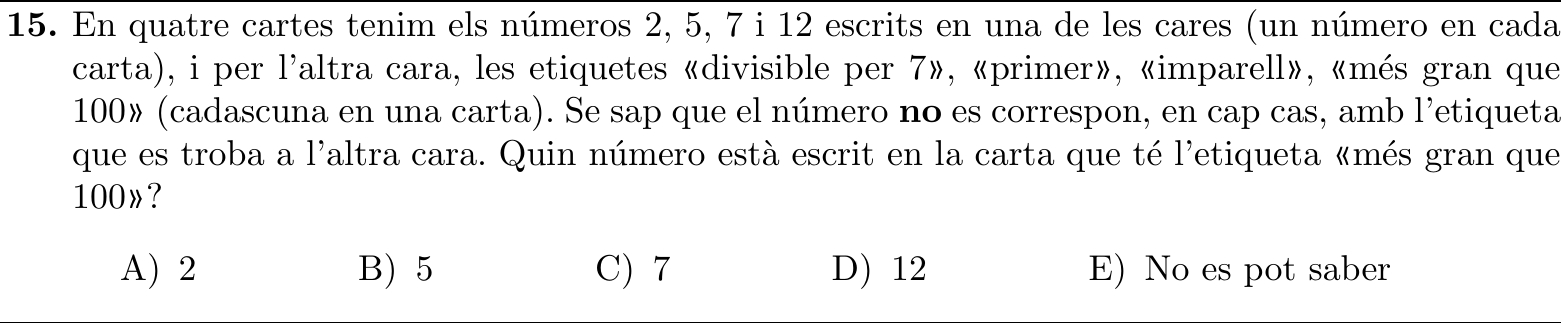 15. En quatre cartes tenim els números 2, 5, 7 i 12 escrits en una de les cares (un número en cada
carta), i per l'altra cara, les etiquetes «divisible per 7», «primer», «imparell», «més gran que
100» (cadascuna en una carta). Se sap que el número no es correspon, en cap cas, amb l'etiqueta
que es troba a l'altra cara. Quin número està escrit en la carta que té l'etiqueta «més gran que
100»?
A) 2 B) 5 C) 7 D) 12 E) No es pot saber